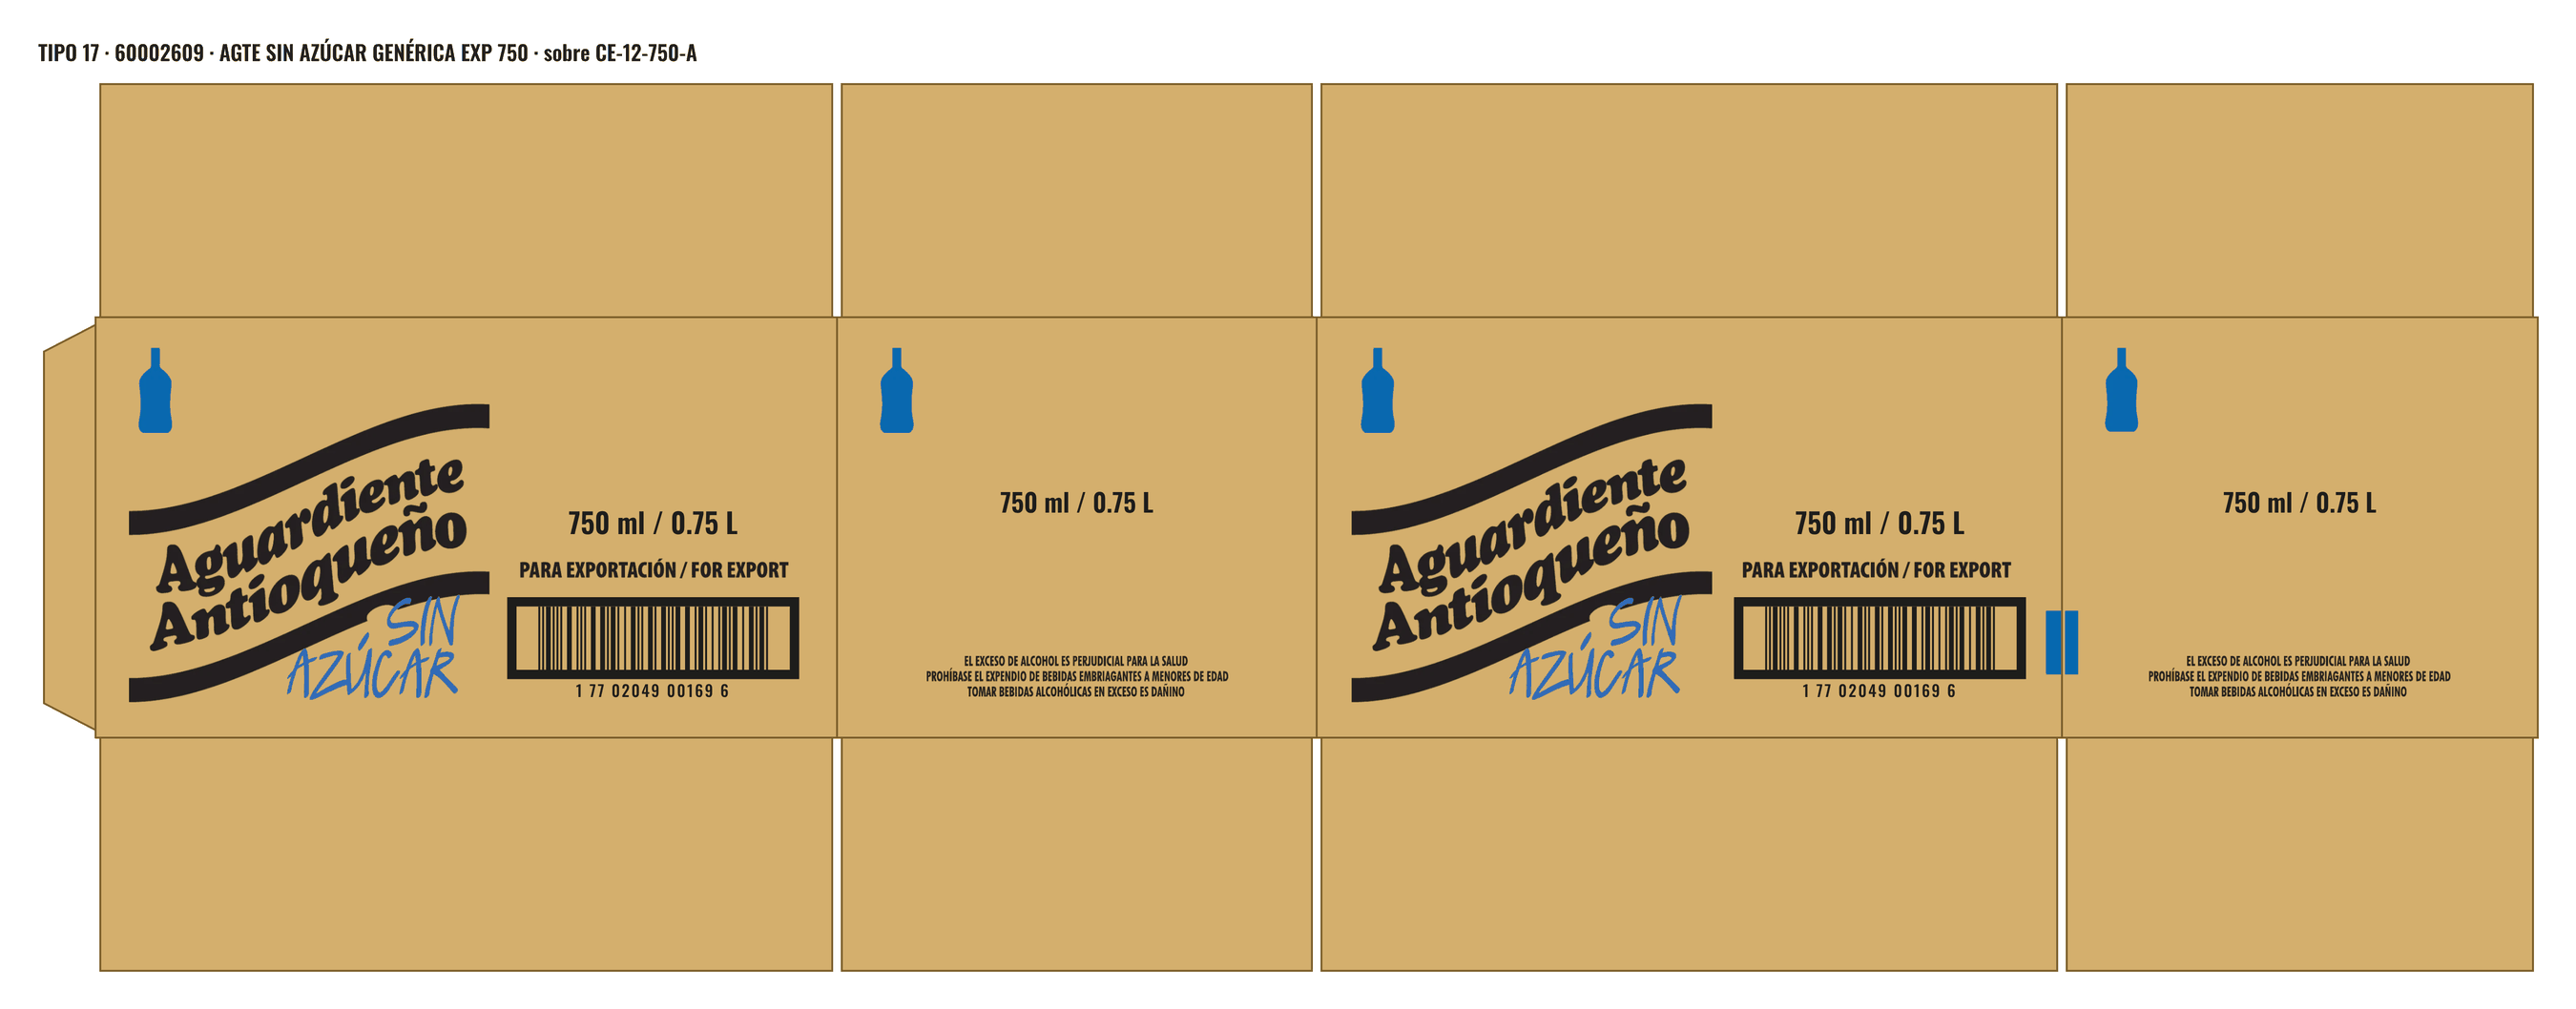 TIPO 17 · 60002609 · AGTE SIN AZÚCAR GENÉRICA EXP 750 · sobre CE-12-750-A
Aguardiente
Antioqueño
SIN
AZÚCAR
750 ml / 0.75 L
PARA EXPORTACIÓN / FOR EXPORT
1 77 02049 00169 6
750 ml / 0.75 L
EL EXCESO DE ALCOHOL ES PERJUDICIAL PARA LA SALUD
PROHÍBASE EL EXPENDIO DE BEBIDAS EMBRIAGANTES A MENORES DE EDAD
TOMAR BEBIDAS ALCOHÓLICAS EN EXCESO ES DAÑINO
Aguardiente
Antioqueño
SIN
AZÚCAR
750 ml / 0.75 L
PARA EXPORTACIÓN / FOR EXPORT
1 77 02049 00169 6
750 ml / 0.75 L
EL EXCESO DE ALCOHOL ES PERJUDICIAL PARA LA SALUD
PROHÍBASE EL EXPENDIO DE BEBIDAS EMBRIAGANTES A MENORES DE EDAD
TOMAR BEBIDAS ALCOHÓLICAS EN EXCESO ES DAÑINO